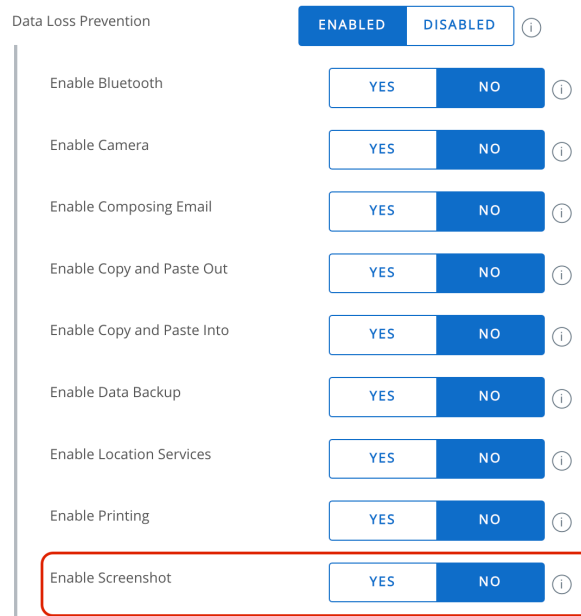 Data Loss Prevention ENABLED DISABLED i
Enable Bluetooth YES NO i
Enable Camera YES NO i
Enable Composing Email YES NO i
Enable Copy and Paste Out YES NO i
Enable Copy and Paste Into YES NO i
Enable Data Backup YES NO i
Enable Location Services YES NO i
Enable Printing YES NO i
Enable Screenshot YES NO i